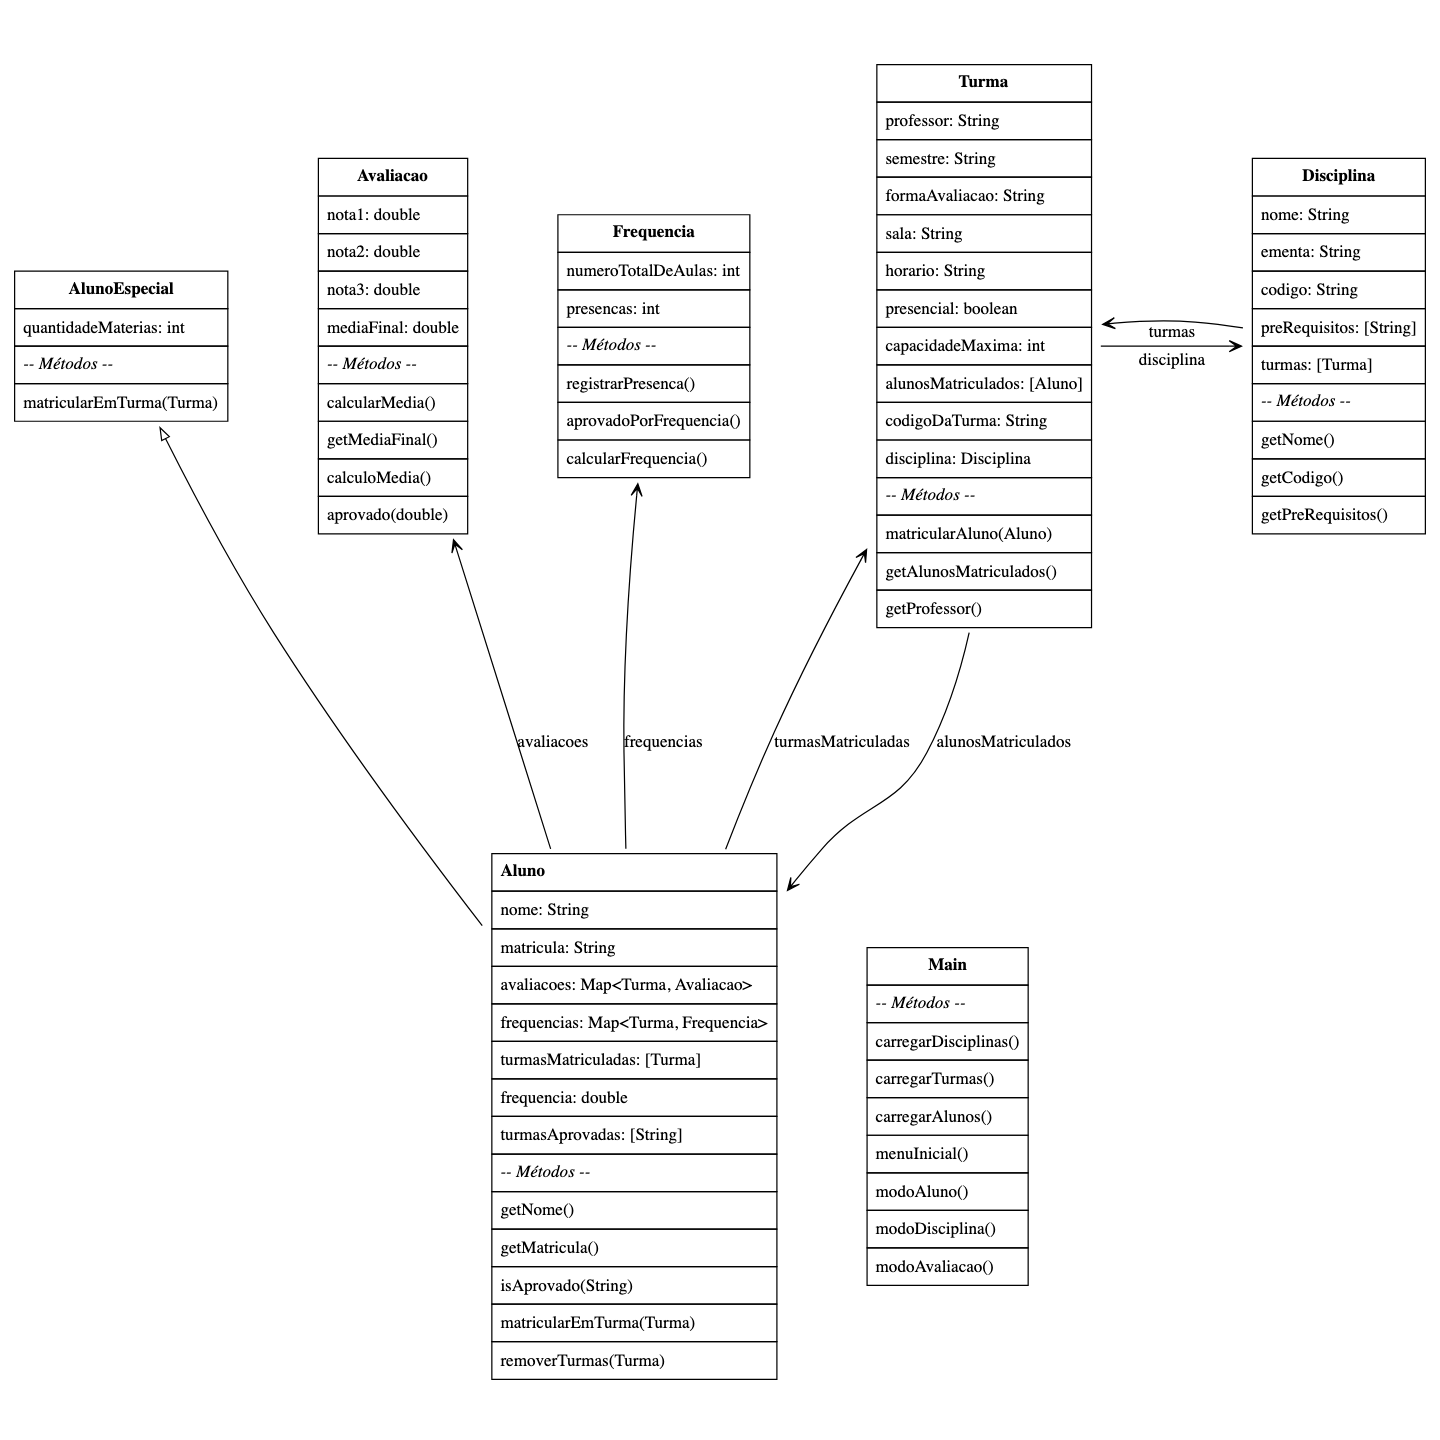 AlunoEspecial
quantidadeMaterias: int
-- Métodos --
matricularEmTurma(Turma)
Avaliacao
nota1: double
nota2: double
nota3: double
mediaFinal: double
-- Métodos --
calcularMedia()
getMediaFinal()
calculoMedia()
aprovado(double)
Frequencia
numeroTotalDeAulas: int
presencas: int
-- Métodos --
registrarPresenca()
aprovadoPorFrequencia()
calcularFrequencia()
Turma
professor: String
semestre: String
formaAvaliacao: String
sala: String
horario: String
presencial: boolean
capacidadeMaxima: int
alunosMatriculados: [Aluno]
codigoDaTurma: String
disciplina: Disciplina
-- Métodos --
matricularAluno(Aluno)
getAlunosMatriculados()
getProfessor()
turmas
disciplina
Disciplina
nome: String
ementa: String
codigo: String
preRequisitos: [String]
turmas: [Turma]
-- Métodos --
getNome()
getCodigo()
getPreRequisitos()
avaliacoes
frequencias
turmasMatriculadas
alunosMatriculados
Aluno
nome: String
matricula: String
avaliacoes: Map<Turma, Avaliacao>
frequencias: Map<Turma, Frequencia>
turmasMatriculadas: [Turma]
frequencia: double
turmasAprovadas: [String]
-- Métodos --
getNome()
getMatricula()
isAprovado(String)
matricularEmTurma(Turma)
removerTurmas(Turma)
Main
-- Métodos --
carregarDisciplinas()
carregarTurmas()
carregarAlunos()
menuInicial()
modoAluno()
modoDisciplina()
modoAvaliacao()